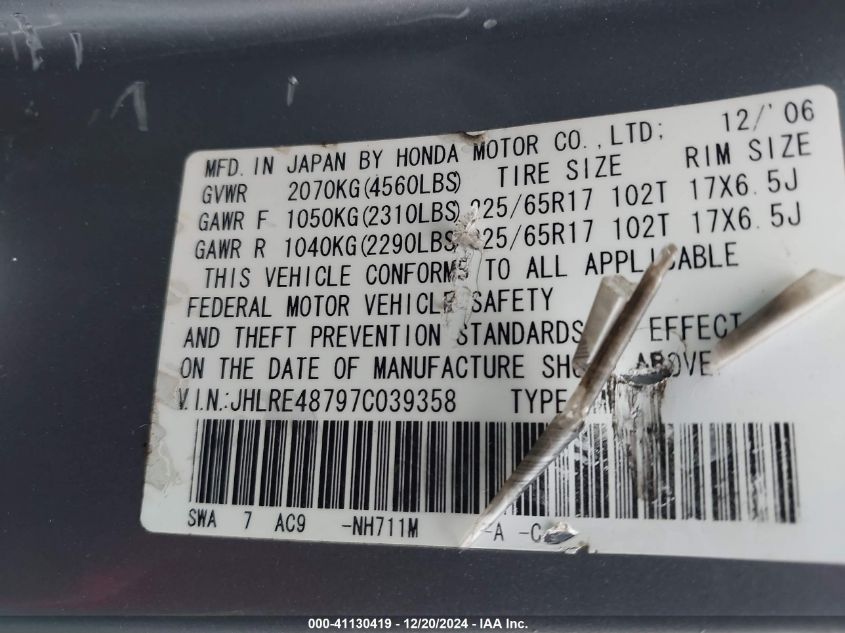 MFD. IN JAPAN BY HONDA MOTOR CO.,LTD; 12/'06
GVWR 2070KG(4560LBS) TIRE SIZE RIM SIZE
GAWR F 1050KG(2310LBS) 225/65R17 102T 17X6.5J
GAWR R 1040KG(2290LBS) 225/65R17 102T 17X6.5J
THIS VEHICLE CONFORMS TO ALL APPLICABLE
FEDERAL MOTOR VEHICLE SAFETY
AND THEFT PREVENTION STANDARDS EFFECT
ON THE DATE OF MANUFACTURE ABOVE.
V.I.N.:JHLRE48797C039358 TYPE
SWA 7 AC9 -NH711M -A -C
000-41130419 - 12/20/2024 - IAA Inc.